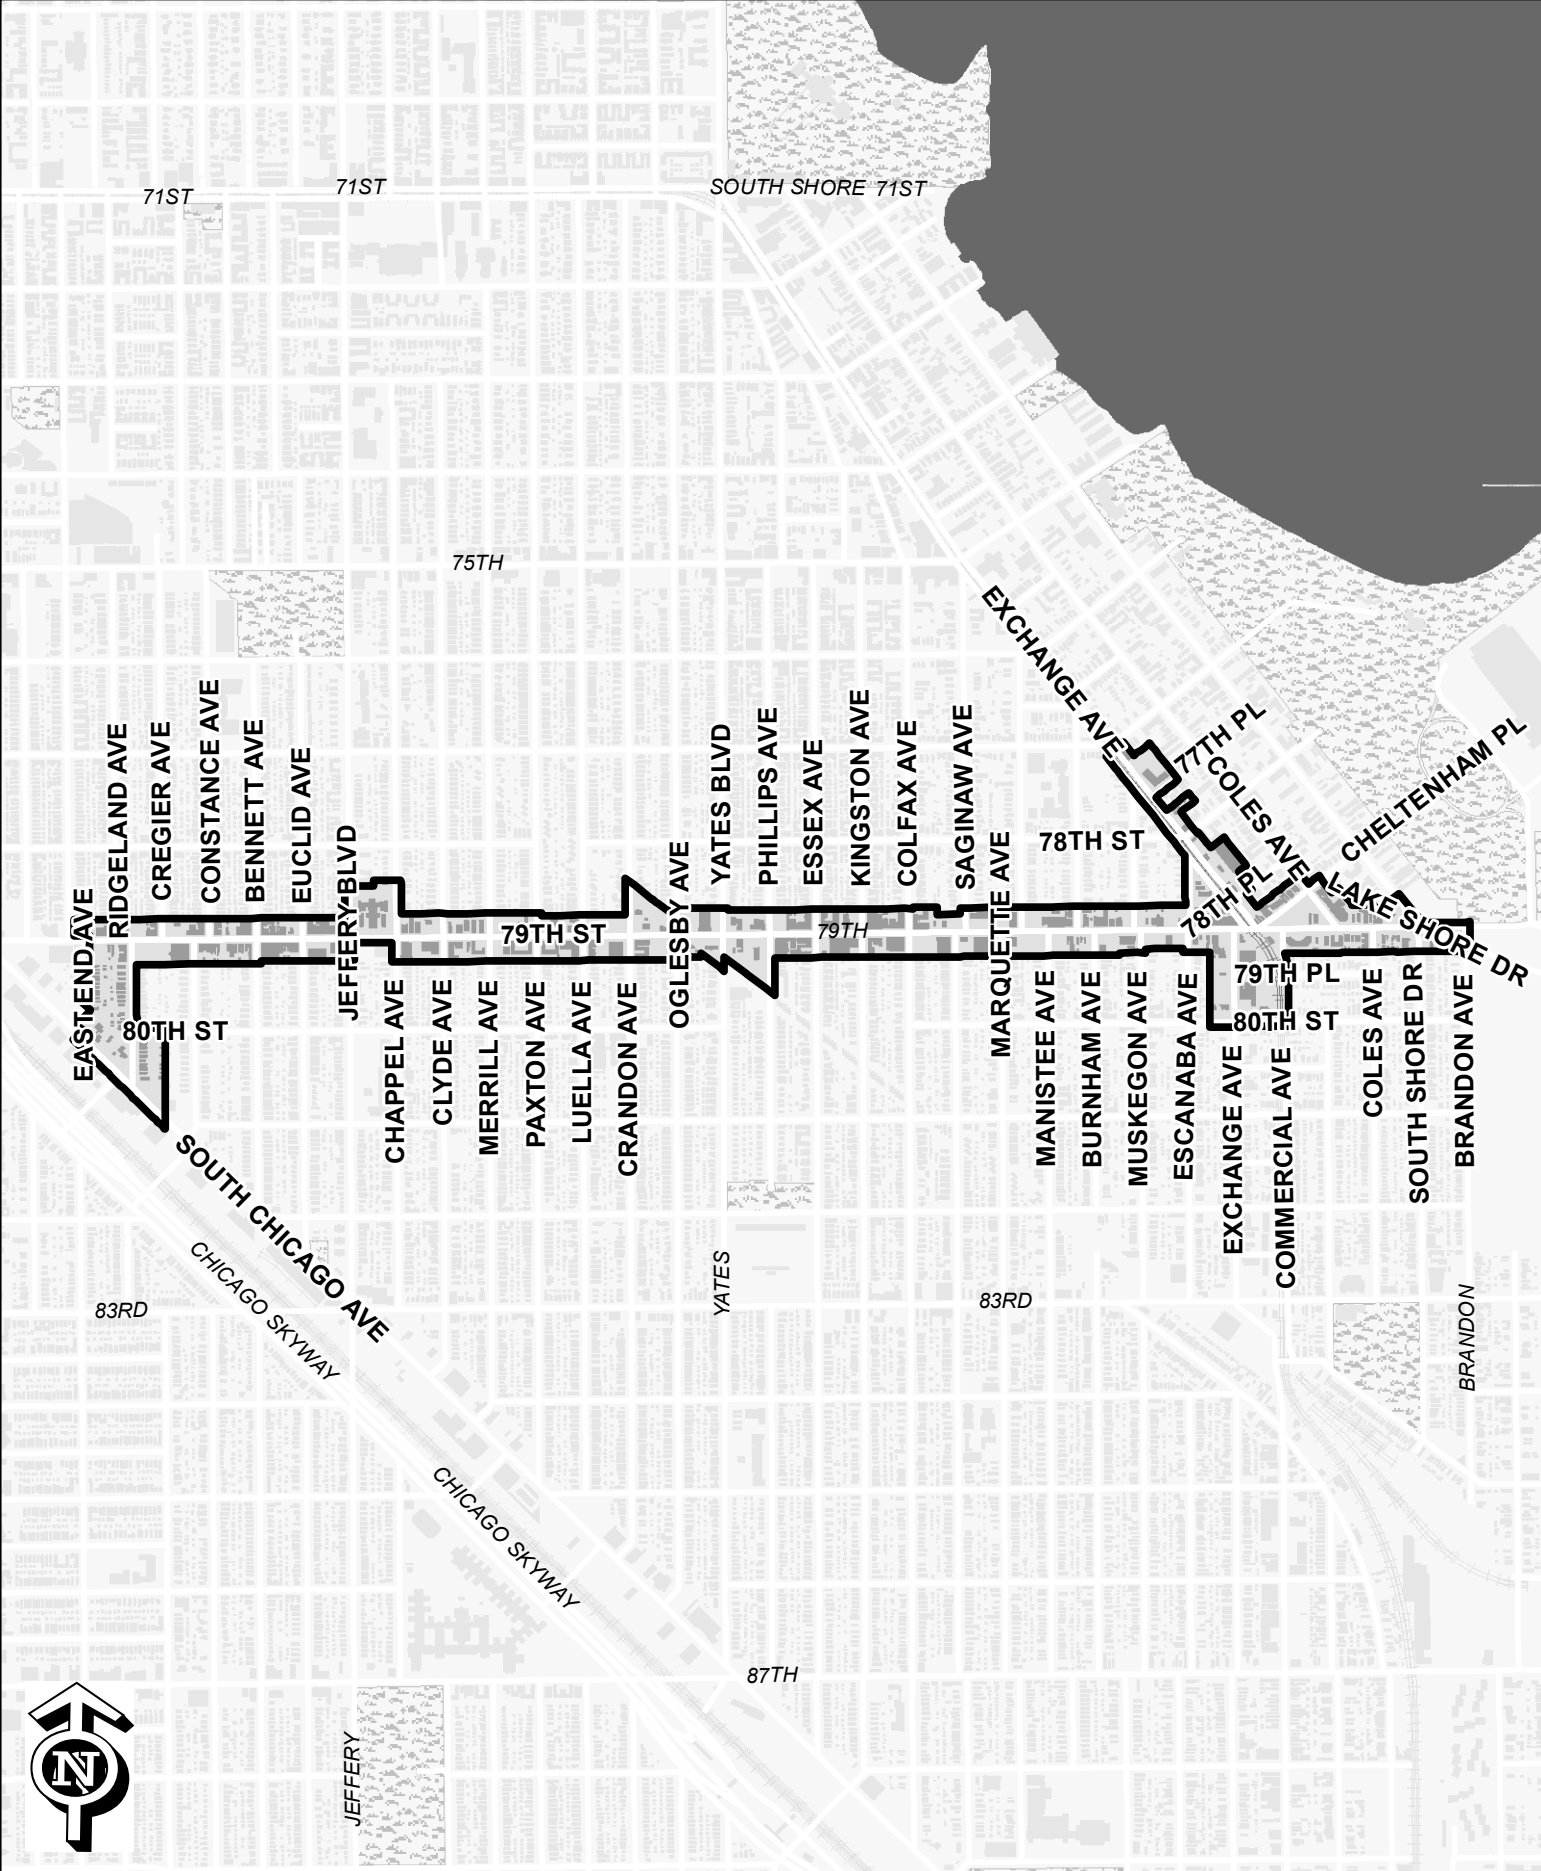 71ST
71ST
SOUTH SHORE
71ST
75TH
EXCHANGE AVE
77TH PL
COLES AVE
CHELTENHAM PL
RIDGELAND AVE
CREGIER AVE
CONSTANCE AVE
BENNETT AVE
EUCLID AVE
JEFFERY BLVD
OGLESBY AVE
YATES BLVD
PHILLIPS AVE
ESSEX AVE
KINGSTON AVE
COLFAX AVE
SAGINAW AVE
MARQUETTE AVE
78TH ST
78TH PL
LAKE SHORE DR
EAST END AVE
79TH ST
79TH
79TH PL
80TH ST
80TH ST
CHAPPEL AVE
CLYDE AVE
MERRILL AVE
PAXTON AVE
LUELLA AVE
CRANDON AVE
MANISTEE AVE
BURNHAM AVE
MUSKEGON AVE
ESCANABA AVE
EXCHANGE AVE
COMMERCIAL AVE
COLES AVE
SOUTH SHORE DR
BRANDON AVE
SOUTH CHICAGO AVE
CHICAGO SKYWAY
83RD
YATES
83RD
BRANDON
CHICAGO SKYWAY
87TH
JEFFERY
N